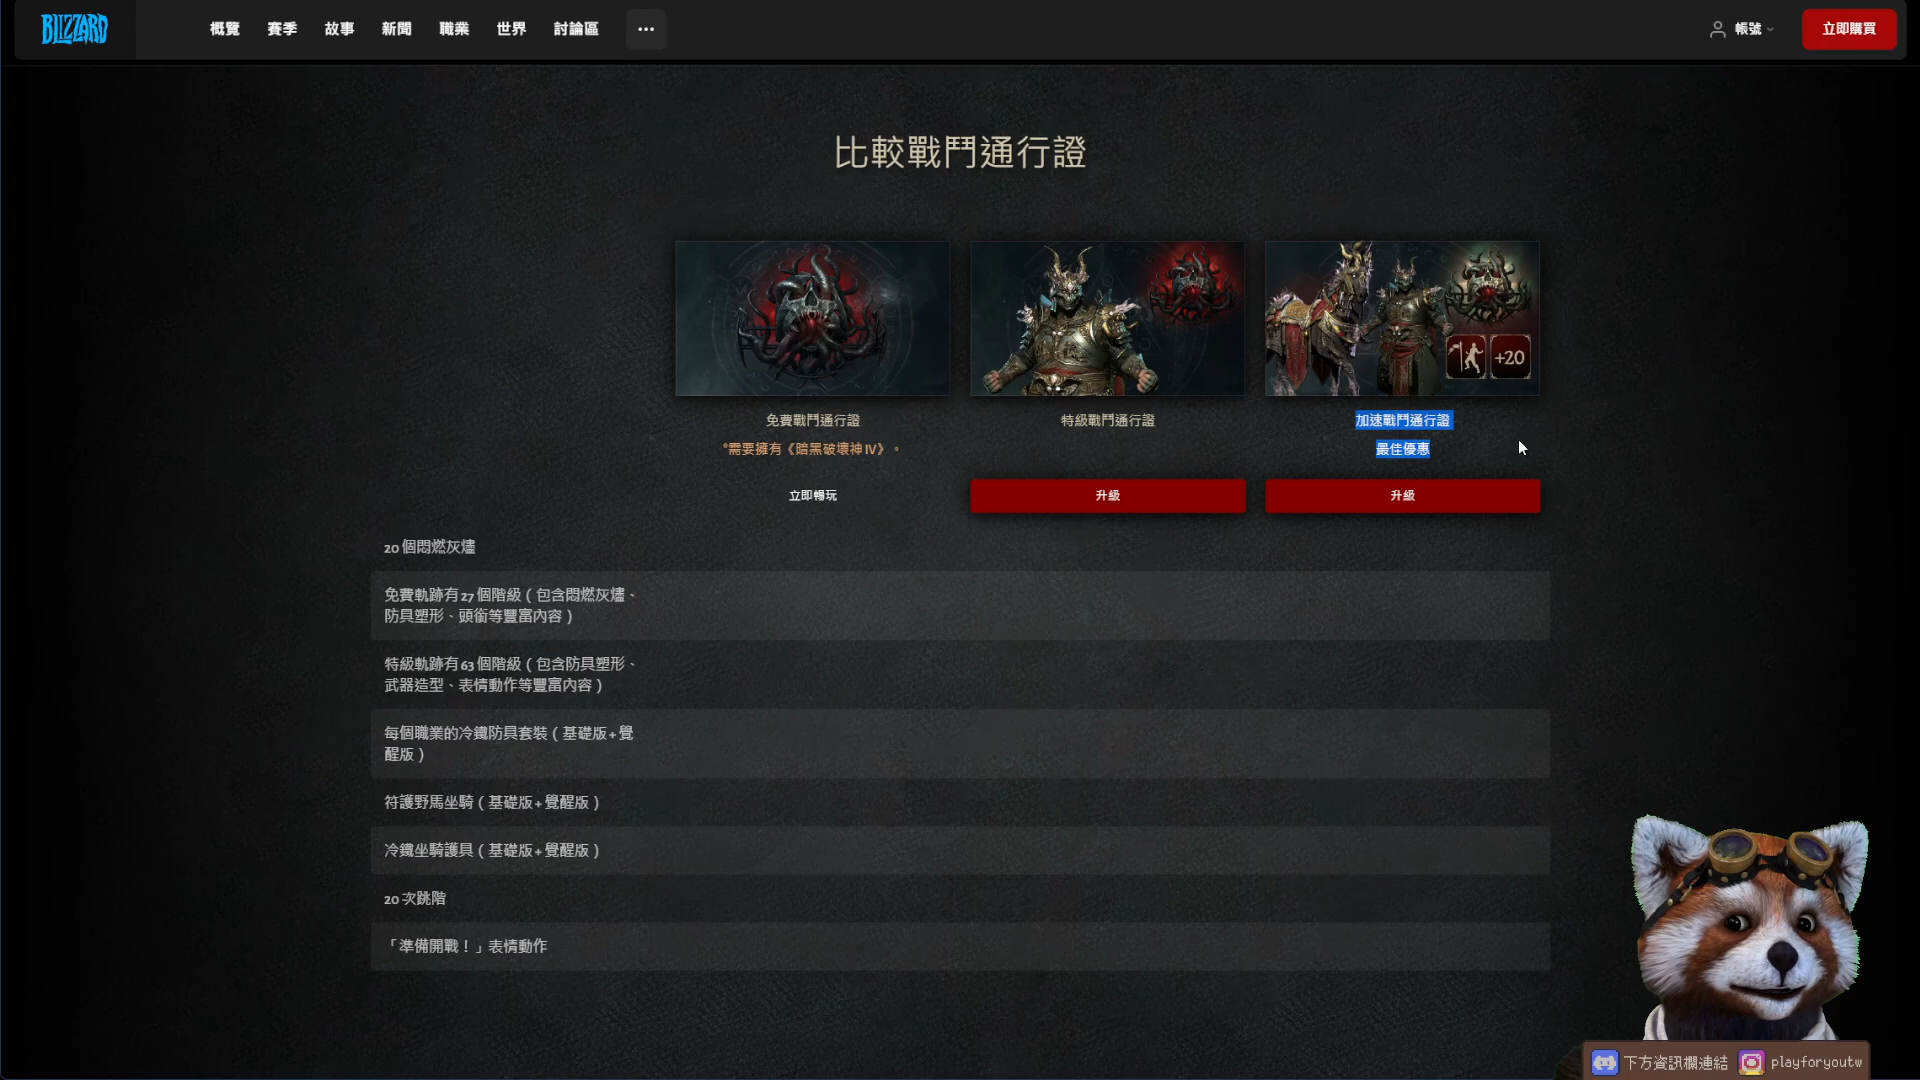 BLIZZARD
概覽 賽季 故事 新聞 職業 世界 討論區 ···
帳號
立即購買
比較戰鬥通行證
+20
免費戰鬥通行證
*需要擁有《暗黑破壞神 IV》。
立即暢玩
特級戰鬥通行證
升級
加速戰鬥通行證
最佳優惠
升級
20 個悶燃灰燼
免費軌跡有 27 個階級（包含悶燃灰燼、
防具塑形、頭銜等豐富內容）
特級軌跡有 63 個階級（包含防具塑形、
武器造型、表情動作等豐富內容）
每個職業的冷鐵防具套裝（基礎版+覺
醒版）
符護野馬坐騎（基礎版+覺醒版）
冷鐵坐騎護具（基礎版+覺醒版）
20 次跳階
「準備開戰！」表情動作
下方資訊欄連結 playforyoutw